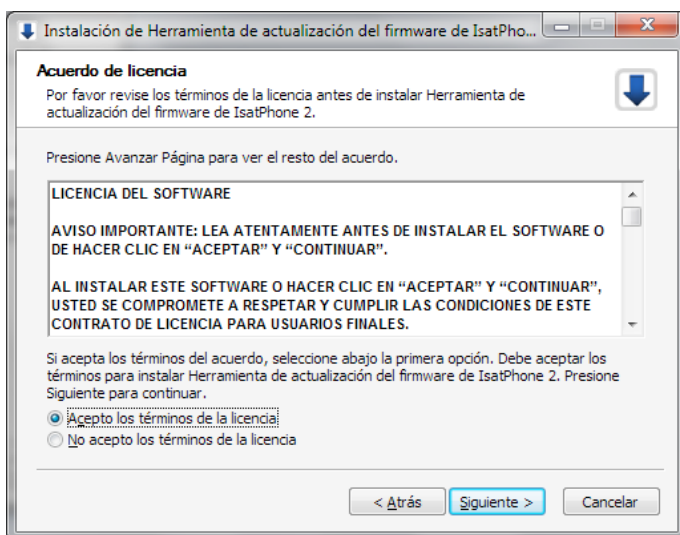 Instalación de Herramienta de actualización del firmware de IsatPho...
Acuerdo de licencia
Por favor revise los términos de la licencia antes de instalar Herramienta de
actualización del firmware de IsatPhone 2.
Presione Avanzar Página para ver el resto del acuerdo.
LICENCIA DEL SOFTWARE
AVISO IMPORTANTE: LEA ATENTAMENTE ANTES DE INSTALAR EL SOFTWARE O
DE HACER CLIC EN “ACEPTAR” Y “CONTINUAR”.
AL INSTALAR ESTE SOFTWARE O HACER CLIC EN “ACEPTAR” Y “CONTINUAR”,
USTED SE COMPROMETE A RESPETAR Y CUMPLIR LAS CONDICIONES DE ESTE
CONTRATO DE LICENCIA PARA USUARIOS FINALES.
Si acepta los términos del acuerdo, seleccione abajo la primera opción. Debe aceptar los
términos para instalar Herramienta de actualización del firmware de IsatPhone 2. Presione
Siguiente para continuar.
Acepto los términos de la licencia
No acepto los términos de la licencia
< Atrás Siguiente > Cancelar